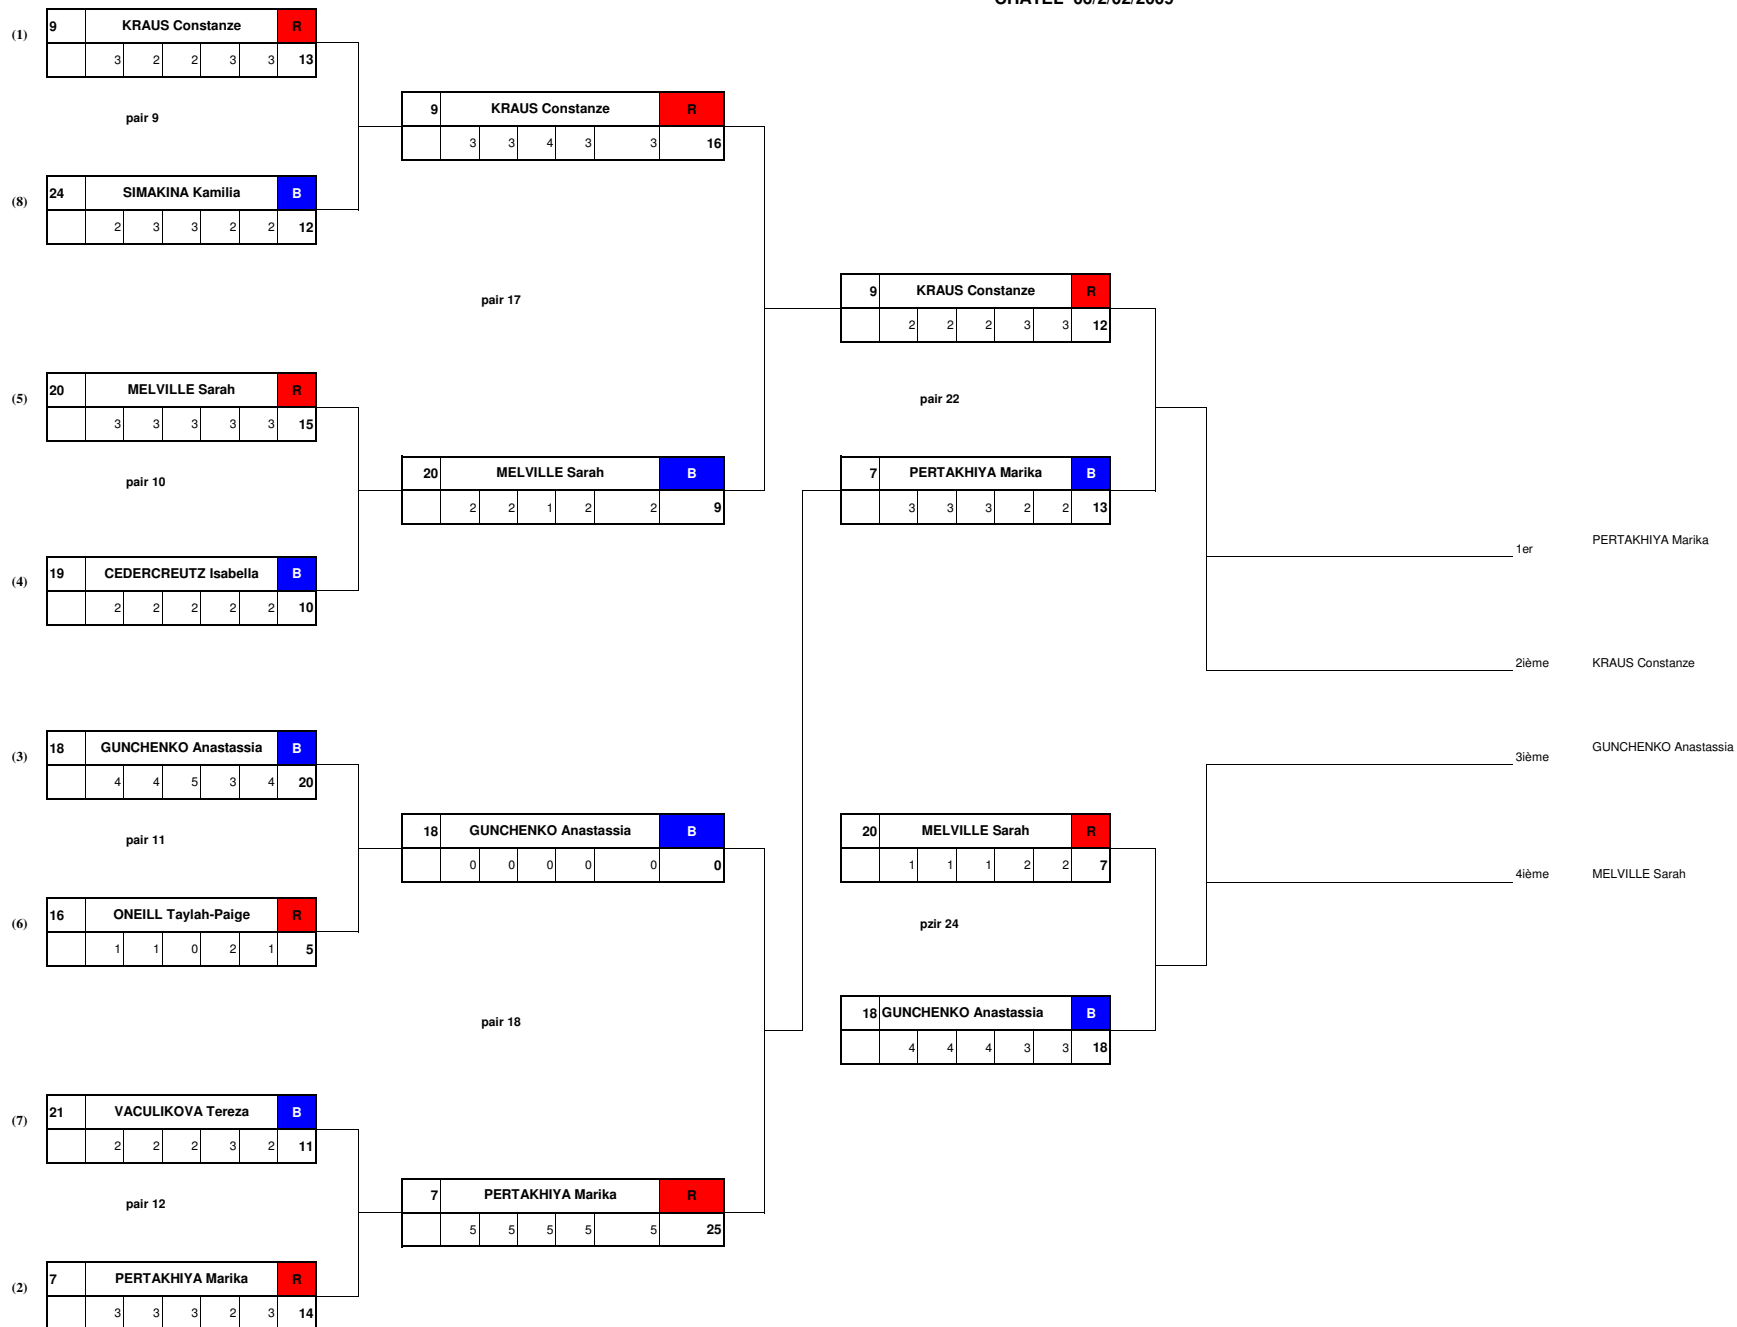 CHATEL
(1) 9 KRAUS Constanze R
3 2 2 3 3 13
pair 9
(8) 24 SIMAKINA Kamilia B
2 3 3 2 2 12
9 KRAUS Constanze R
3 3 4 3 3 16
pair 17
(5) 20 MELVILLE Sarah R
3 3 3 3 3 15
pair 10
(4) 19 CEDERCREUTZ Isabella B
2 2 2 2 2 10
20 MELVILLE Sarah B
2 2 1 2 2 9
9 KRAUS Constanze R
2 2 2 3 3 12
pair 22
7 PERTAKHIYA Marika B
3 3 3 2 2 13
(3) 18 GUNCHENKO Anastassia B
4 4 5 3 4 20
pair 11
(6) 16 ONEILL Taylah-Paige R
1 1 0 2 1 5
18 GUNCHENKO Anastassia B
0 0 0 0 0 0
pair 18
(7) 21 VACULIKOVA Tereza B
2 2 2 3 2 11
pair 12
(2) 7 PERTAKHIYA Marika R
3 3 3 2 3 14
7 PERTAKHIYA Marika R
5 5 5 5 5 25
20 MELVILLE Sarah R
1 1 1 2 2 7
pzir 24
18 GUNCHENKO Anastassia B
4 4 4 3 3 18
1er PERTAKHIYA Marika
2ième KRAUS Constanze
3ième GUNCHENKO Anastassia
4ième MELVILLE Sarah